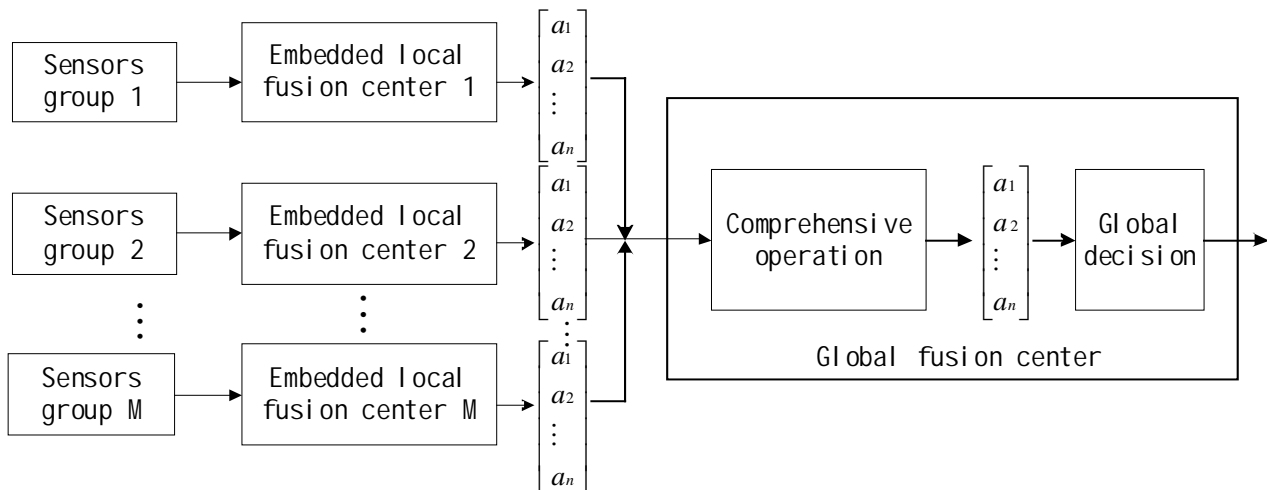 Sensors
group 1
Embedded local
fusion center 1
a1
a2
⋮
an
Sensors
group 2
Embedded local
fusion center 2
a1
a2
⋮
an
⋮
⋮
⋮
Sensors
group M
Embedded local
fusion center M
a1
a2
⋮
an
Comprehensive
operation
a1
a2
⋮
an
Global
decision
Global fusion center